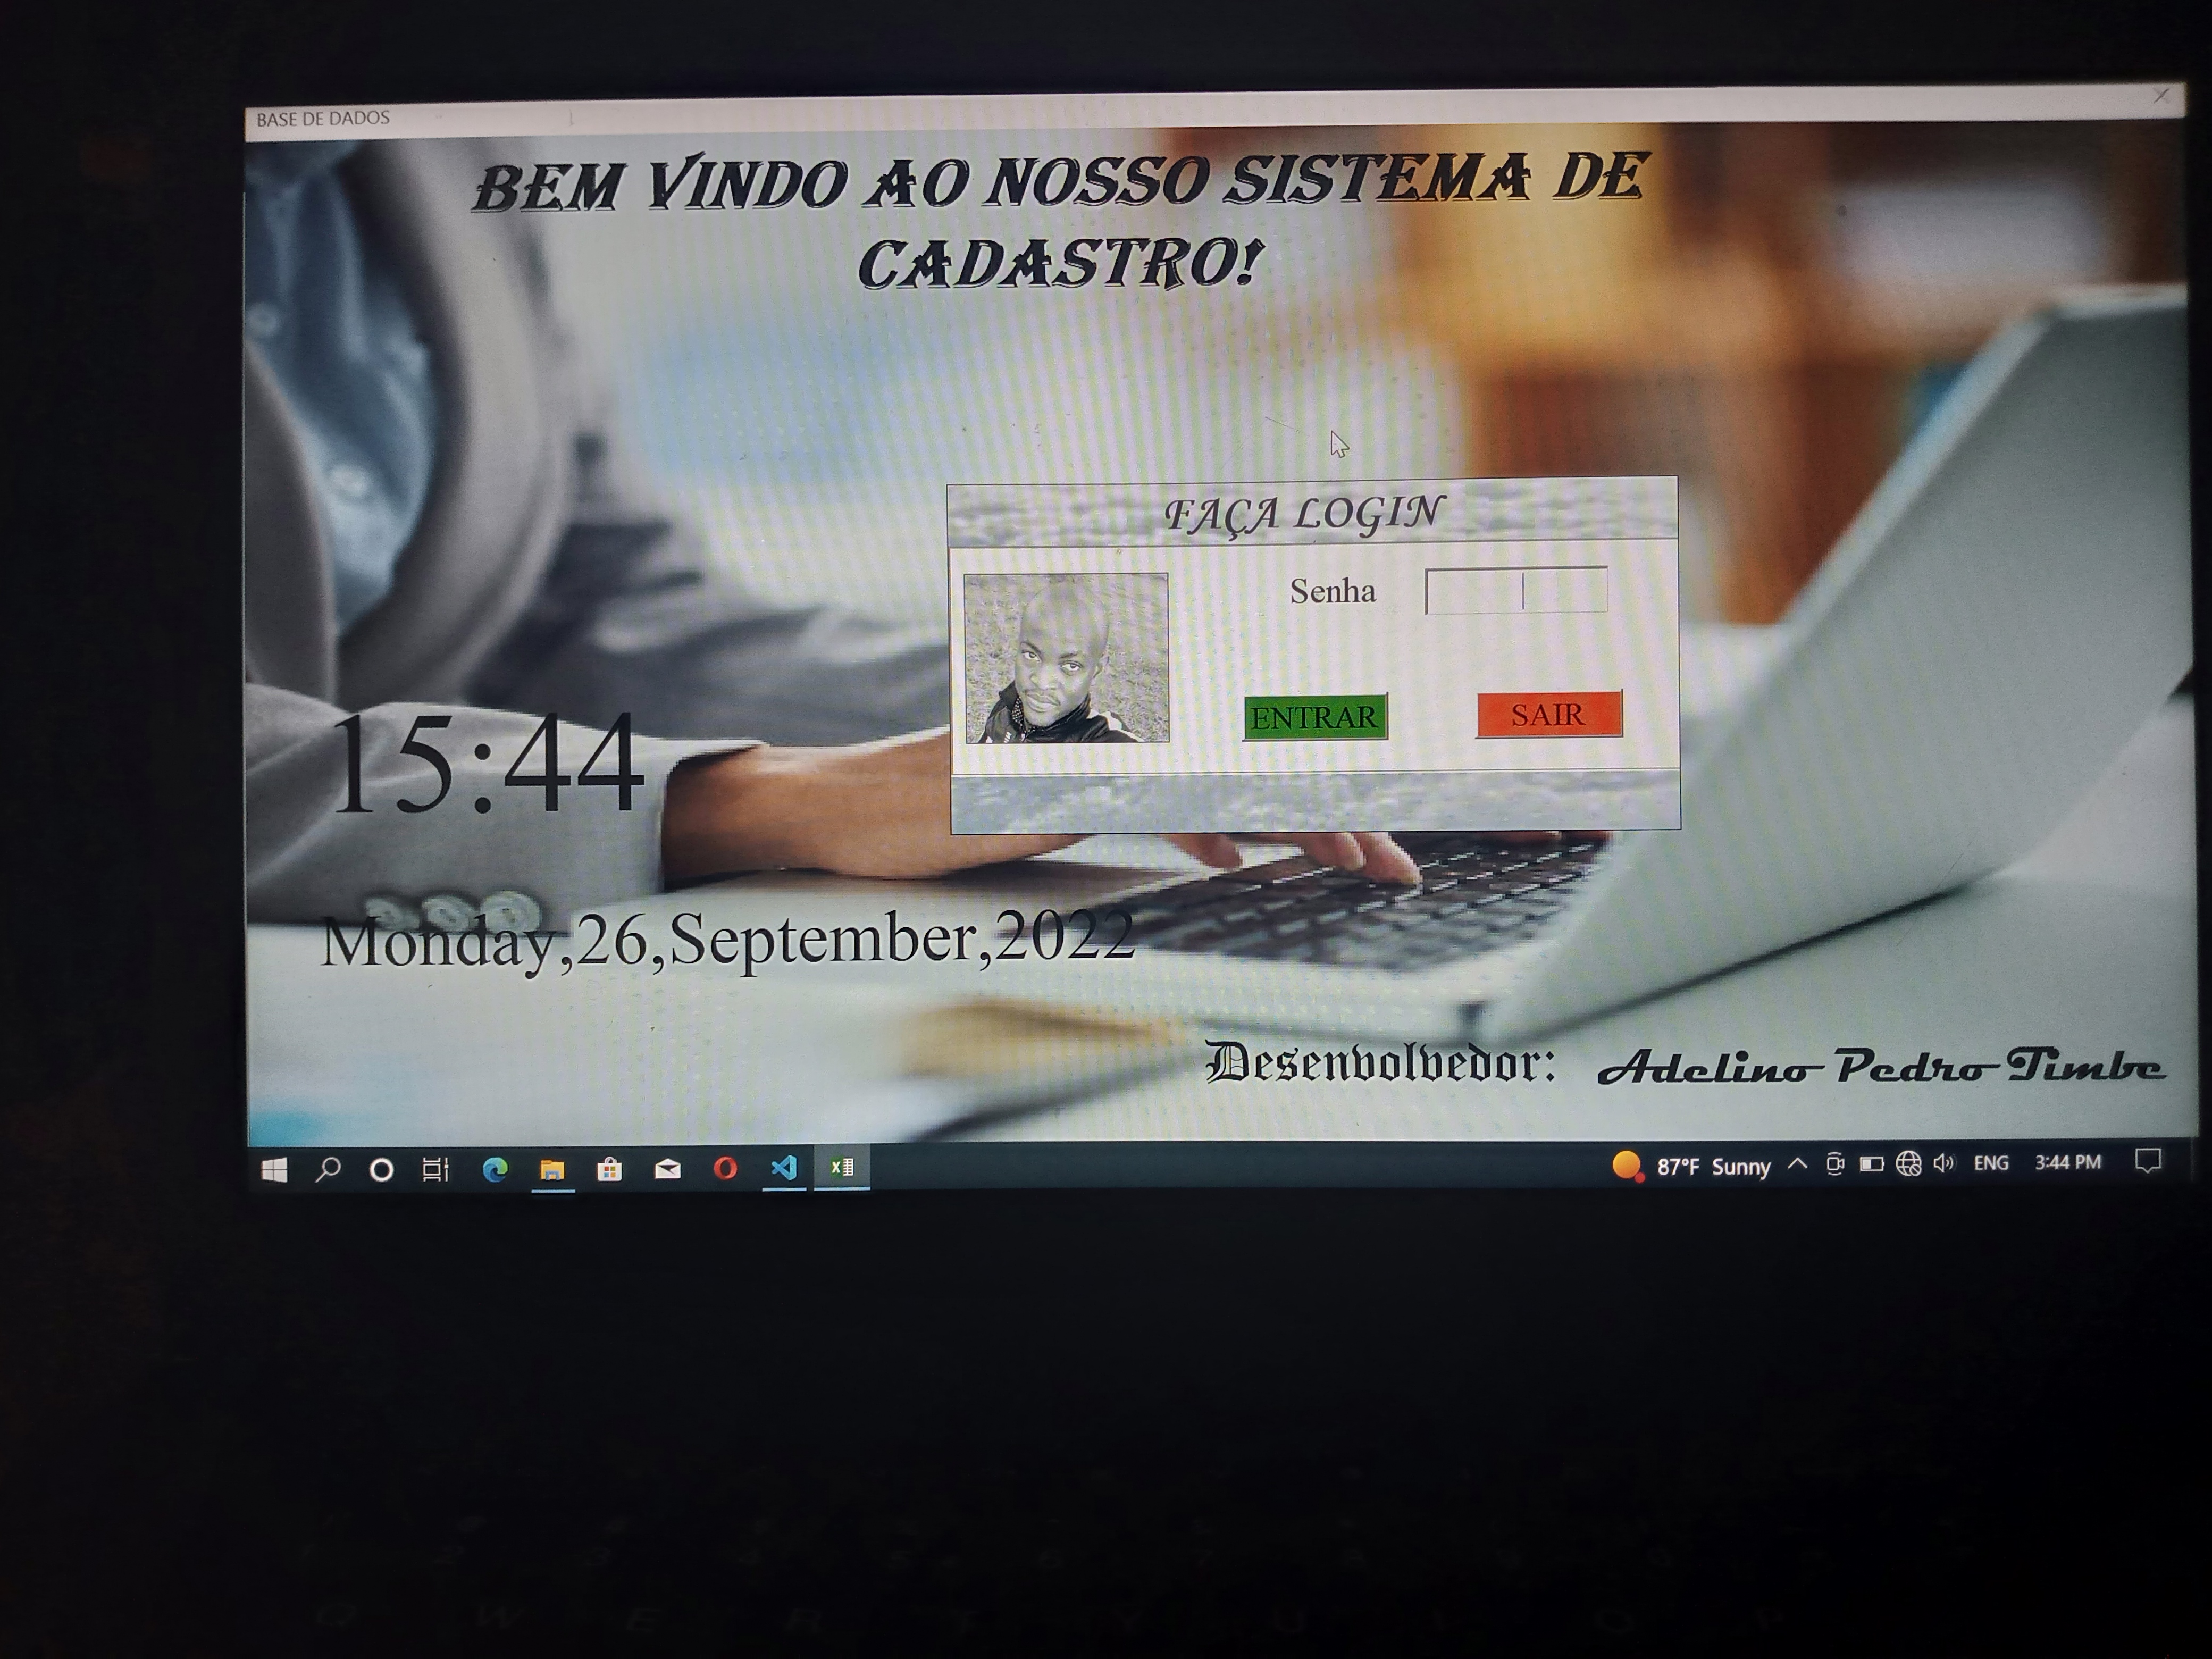 BASE DE DADOS
BEM VINDO AO NOSSO SISTEMA DE
CADASTRO!
FAÇA LOGIN
Senha
ENTRAR
SAIR
15:44
Monday,26,September,2022
Desenvolvedor: Adelino Pedro Timbe
87°F Sunny
ENG
3:44 PM